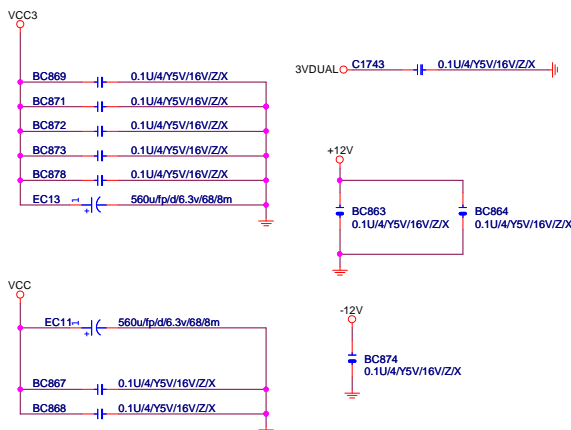 VCC3
BC869 0.1U/4/Y5V/16V/Z/X
BC871 0.1U/4/Y5V/16V/Z/X
BC872 0.1U/4/Y5V/16V/Z/X
BC873 0.1U/4/Y5V/16V/Z/X
BC878 0.1U/4/Y5V/16V/Z/X
EC13 1 + 560u/fp/d/6.3v/68/8m
3VDUAL C1743 0.1U/4/Y5V/16V/Z/X
+12V
BC863
0.1U/4/Y5V/16V/Z/X
BC864
0.1U/4/Y5V/16V/Z/X
VCC
EC11 1 + 560u/fp/d/6.3v/68/8m
BC867 0.1U/4/Y5V/16V/Z/X
BC868 0.1U/4/Y5V/16V/Z/X
-12V
BC874
0.1U/4/Y5V/16V/Z/X